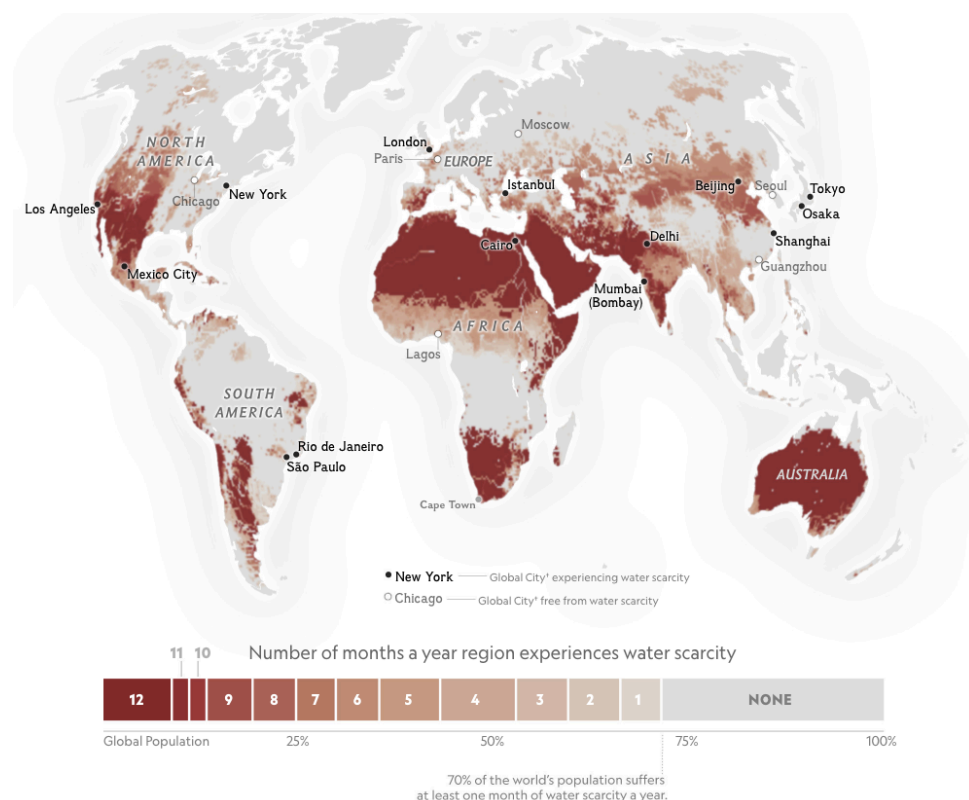 Moscow
London
NORTH
AMERICA
Paris
EUROPE
ASIA
Istanbul
Beijing
Seoul
Tokyo
New York
Chicago
Los Angeles
Osaka
Delhi
Cairo
Shanghai
Guangzhou
Mexico City
Mumbai
(Bombay)
AFRICA
Lagos
SOUTH
AMERICA
Rio de Janeiro
São Paulo
AUSTRALIA
Cape Town
New York
Global City† experiencing water scarcity
Chicago
Global City† free from water scarcity
11 10
Number of months a year region experiences water scarcity
12 9 8 7 6 5 4 3 2 1 NONE
Global Population 25% 50% 75% 100%
70% of the world's population suffers
at least one month of water scarcity a year.